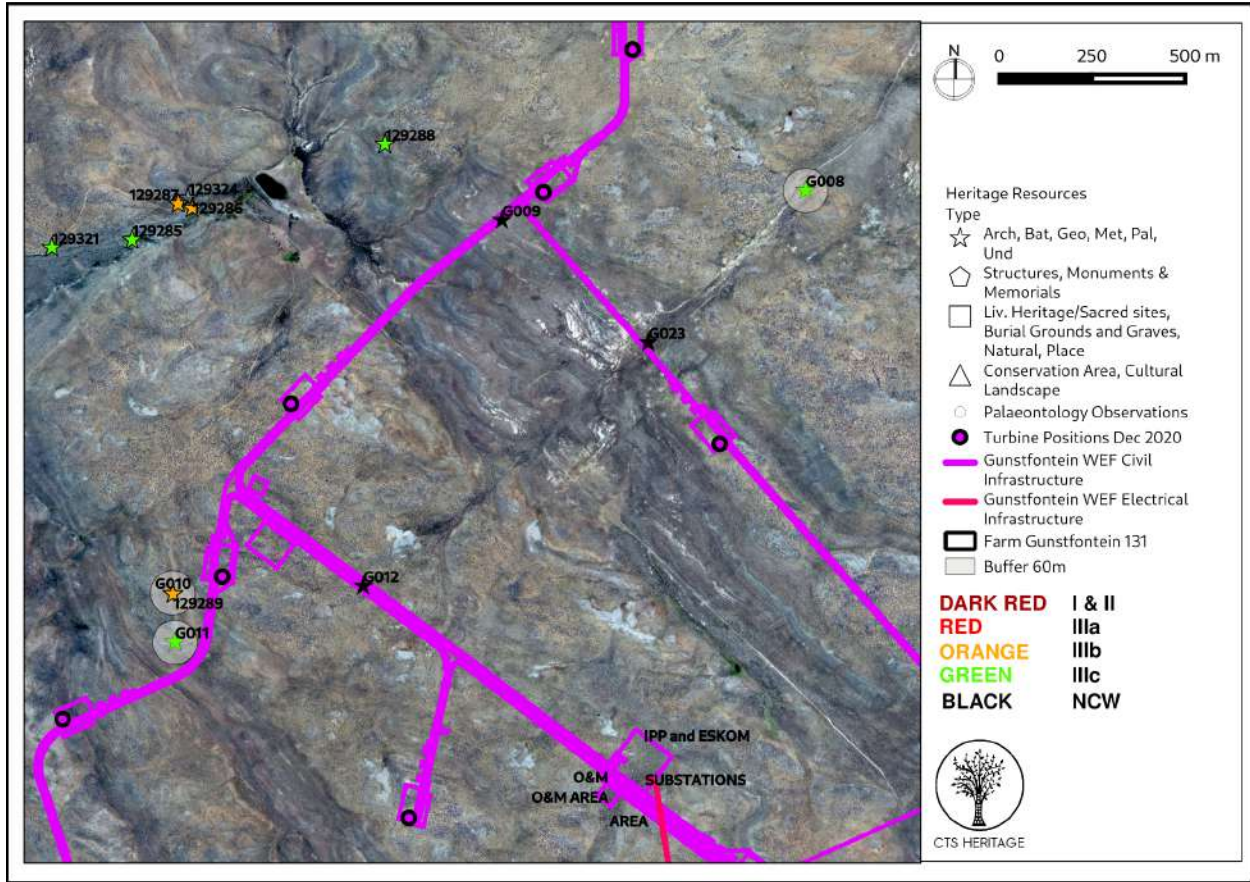 129288
G008
129287
129324
129286
G009
129285
129321
G023
G012
G010
129289
G011
IPP and ESKOM
O&M
SUBSTATIONS
O&M AREA
AREA
N
0 250 500 m
Heritage Resources
Type
Arch, Bat, Geo, Met, Pal,
Und
Structures, Monuments &
Memorials
Liv. Heritage/Sacred sites,
Burial Grounds and Graves,
Natural, Place
Conservation Area, Cultural
Landscape
Palaeontology Observations
Turbine Positions Dec 2020
Gunstfontein WEF Civil
Infrastructure
Gunstfontein WEF Electrical
Infrastructure
Farm Gunstfontein 131
Buffer 60m
DARK RED I & II
RED IIIa
ORANGE IIIb
GREEN IIIc
BLACK NCW
CTS HERITAGE